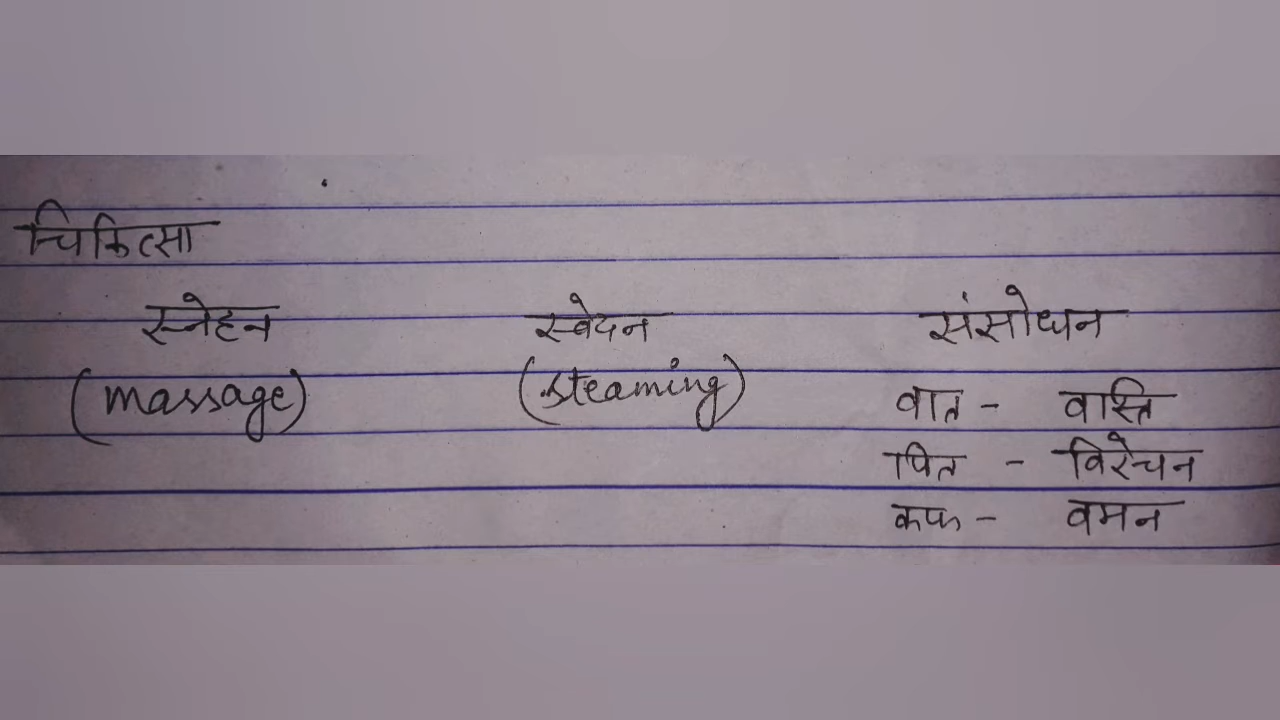 चिकित्सा
स्नेहन स्वेदन संसोधन
(massage) (steaming) वात - वास्ति
पित - विरेचन
कफ - वमन